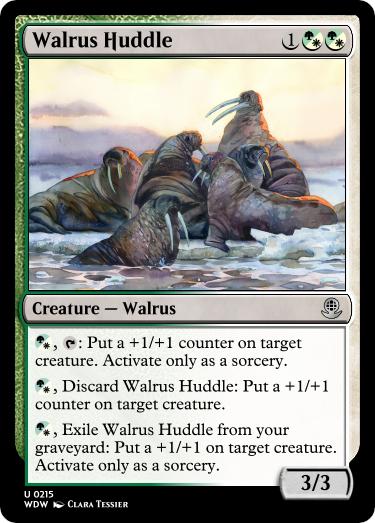 Walrus Huddle 1
Creature — Walrus
, : Put a +1/+1 counter on target
creature. Activate only as a sorcery.
, Discard Walrus Huddle: Put a +1/+1
counter on target creature.
, Exile Walrus Huddle from your
graveyard: Put a +1/+1 on target creature.
Activate only as a sorcery.
3/3
U 0215
WDW Clara Tessier